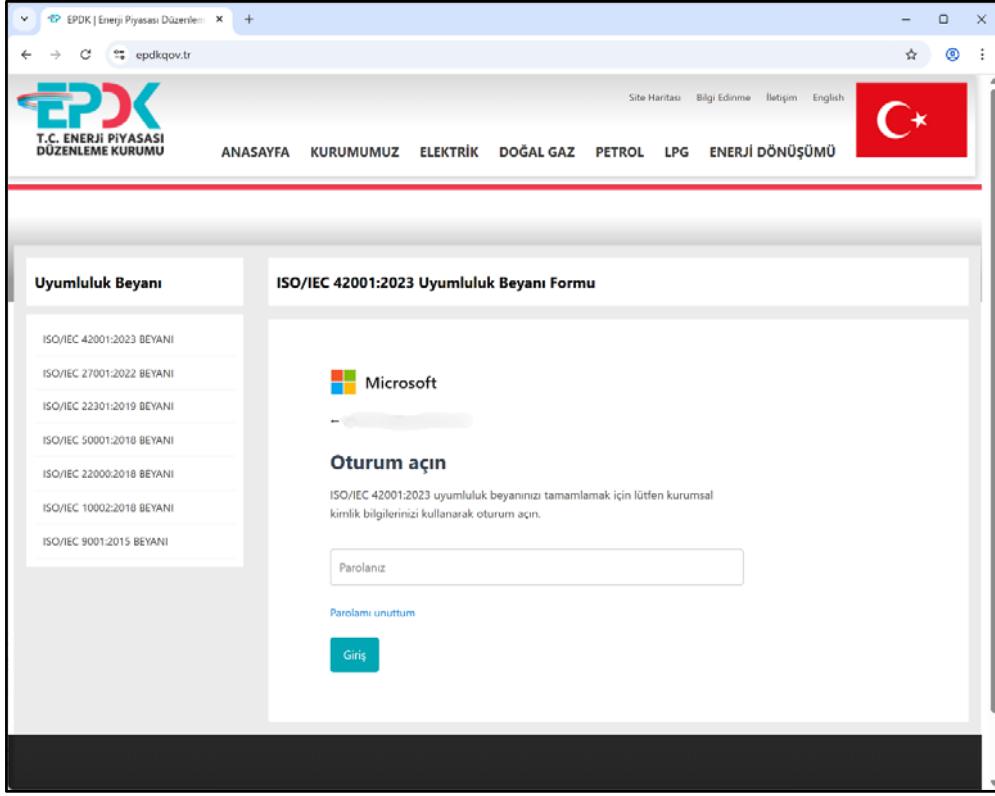 EPDK | Enerji Piyasası Düzenlem
epdkqov.tr
EPDK
T.C. ENERJİ PİYASASI
DÜZENLEME KURUMU
Site Haritası Bilgi Edinme İletişim English
ANASAYFA KURUMUMUZ ELEKTRİK DOĞAL GAZ PETROL LPG ENERJİ DÖNÜŞÜMÜ
Uyumluluk Beyanı
ISO/IEC 42001:2023 BEYANI
ISO/IEC 27001:2022 BEYANI
ISO/IEC 22301:2019 BEYANI
ISO/IEC 50001:2018 BEYANI
ISO/IEC 22000:2018 BEYANI
ISO/IEC 10002:2018 BEYANI
ISO/IEC 9001:2015 BEYANI
ISO/IEC 42001:2023 Uyumluluk Beyanı Formu
Microsoft
Oturum açın
ISO/IEC 42001:2023 uyumluluk beyanınızı tamamlamak için lütfen kurumsal
kimlik bilgilerinizi kullanarak oturum açın.
Parolanız
Parolamı unuttum
Giriş